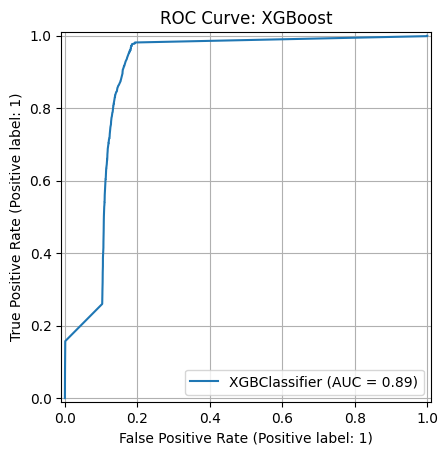 ROC Curve: XGBoost
True Positive Rate (Positive label: 1)
1.0
0.8
0.6
0.4
0.2
0.0
XGBClassifier (AUC = 0.89)
0.0 0.2 0.4 0.6 0.8 1.0
False Positive Rate (Positive label: 1)